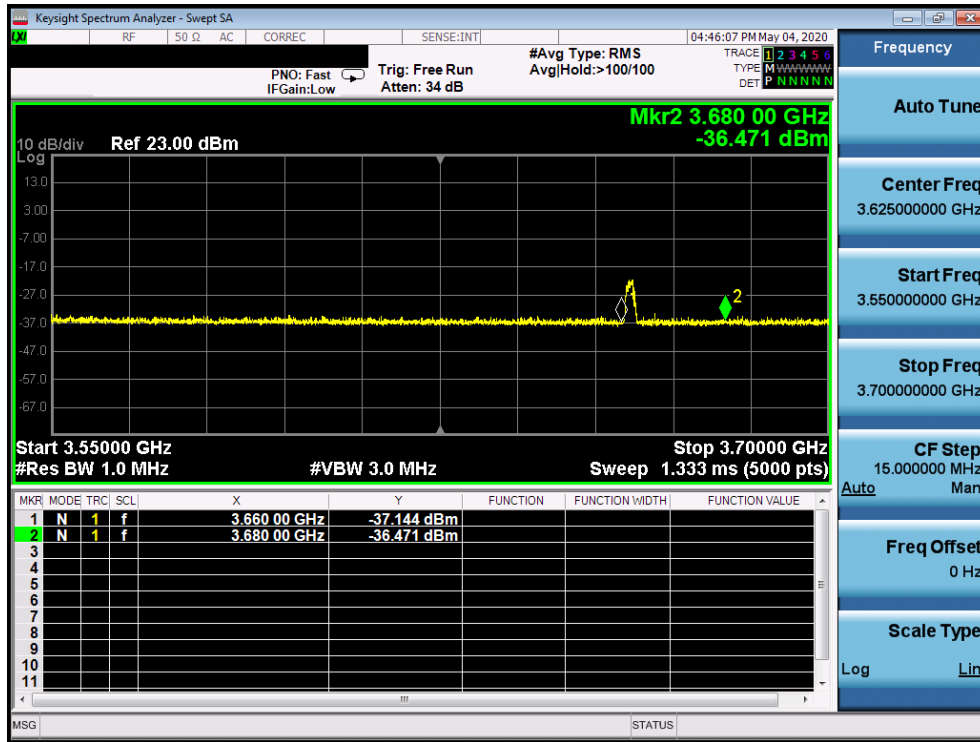 Keysight Spectrum Analyzer - Swept SA
LXI RF 50 Ω AC CORREC SENSE:INT 04:46:07 PM May 04, 2020
#Avg Type: RMS TRACE 1 2 3 4 5 6
PNO: Fast Trig: Free Run Avg|Hold:>100/100 TYPE M WWWWW
IFGain:Low Atten: 34 dB DET P N N N N N
Mkr2 3.680 00 GHz
-36.471 dBm
10 dB/div Ref 23.00 dBm
Log
13.0
3.00
-7.00
-17.0
-27.0
2
-37.0
-47.0
-57.0
-67.0
Start 3.55000 GHz Stop 3.70000 GHz
#Res BW 1.0 MHz #VBW 3.0 MHz Sweep 1.333 ms (5000 pts)
MKR MODE TRC SCL X Y FUNCTION FUNCTION WIDTH FUNCTION VALUE
1 N 1 f 3.660 00 GHz -37.144 dBm
2 N 1 f 3.680 00 GHz -36.471 dBm
3
4
5
6
7
8
9
10
11
MSG STATUS
Frequency
Auto Tune
Center Freq
3.625000000 GHz
Start Freq
3.550000000 GHz
Stop Freq
3.700000000 GHz
CF Step
15.000000 MHz
Auto Man
Freq Offset
0 Hz
Scale Type
Log Lin